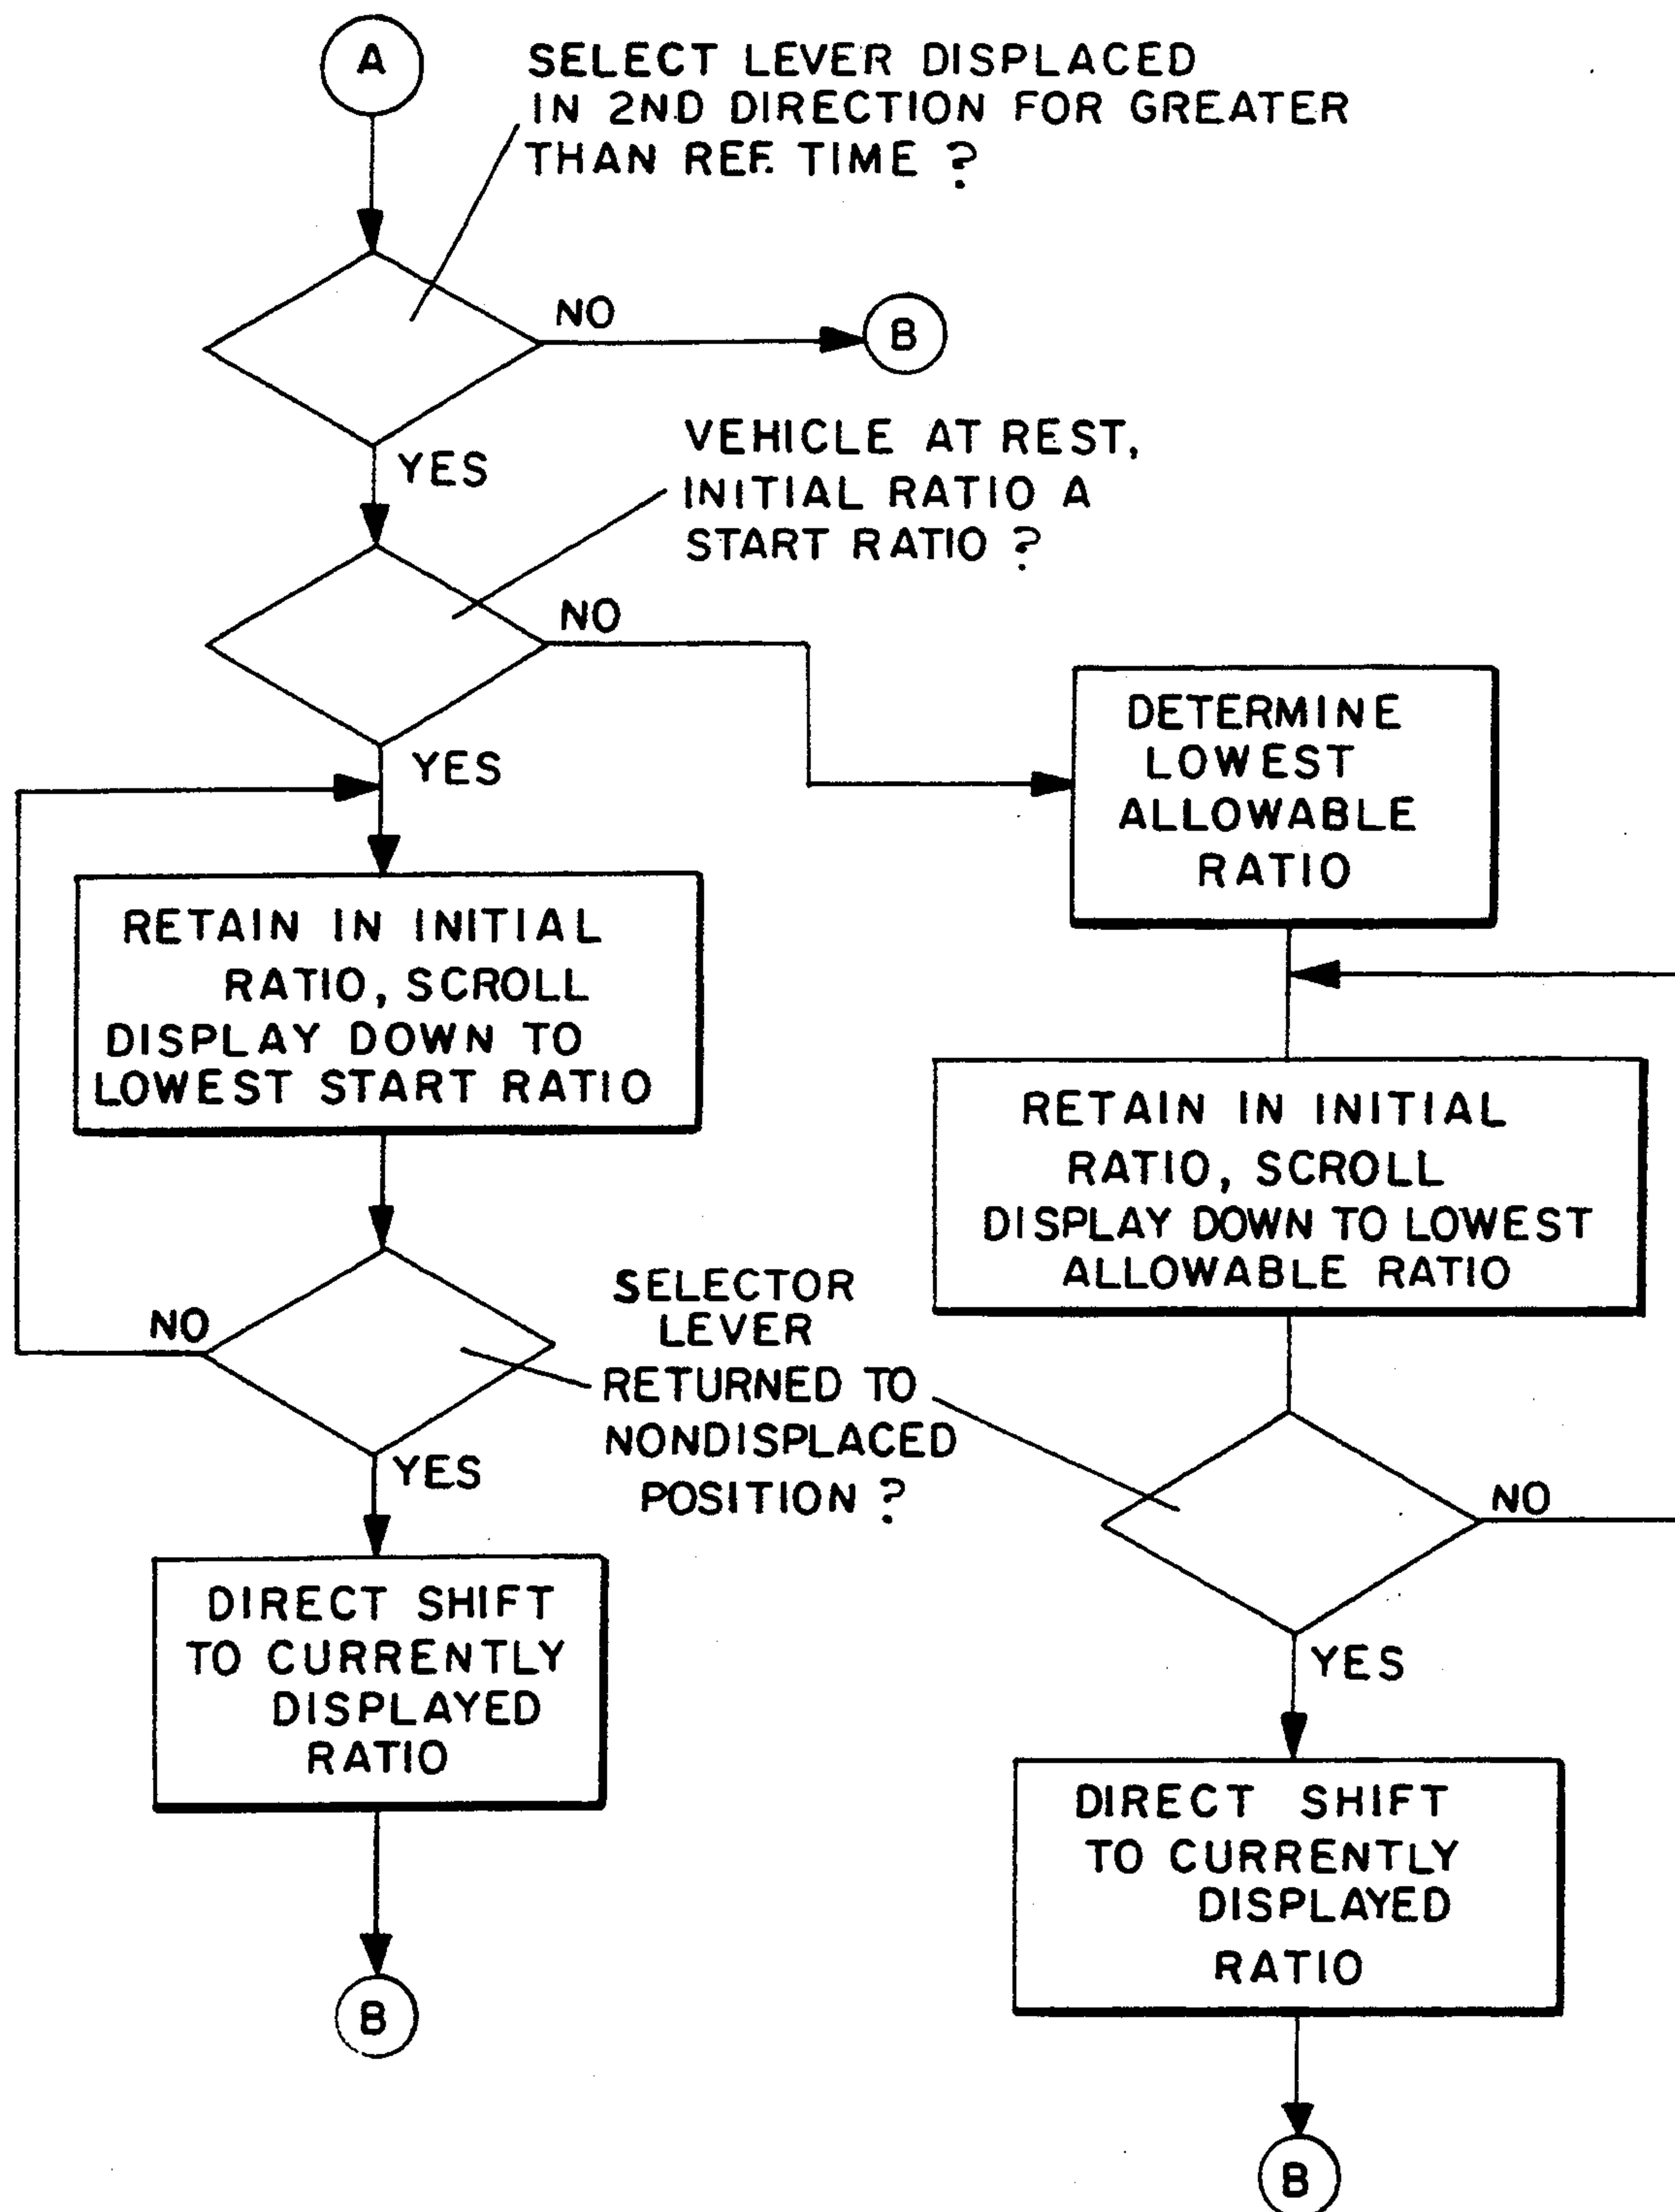 A
SELECT LEVER DISPLACED
IN 2ND DIRECTION FOR GREATER
THAN REF. TIME ?
NO
B
YES
VEHICLE AT REST,
INITIAL RATIO A
START RATIO ?
NO
YES
DETERMINE
LOWEST
ALLOWABLE
RATIO
RETAIN IN INITIAL
RATIO, SCROLL
DISPLAY DOWN TO
LOWEST START RATIO
RETAIN IN INITIAL
RATIO, SCROLL
DISPLAY DOWN TO LOWEST
ALLOWABLE RATIO
NO
SELECTOR
LEVER
RETURNED TO
NONDISPLACED
POSITION ?
YES
NO
DIRECT SHIFT
TO CURRENTLY
DISPLAYED
RATIO
YES
DIRECT SHIFT
TO CURRENTLY
DISPLAYED
RATIO
B
B